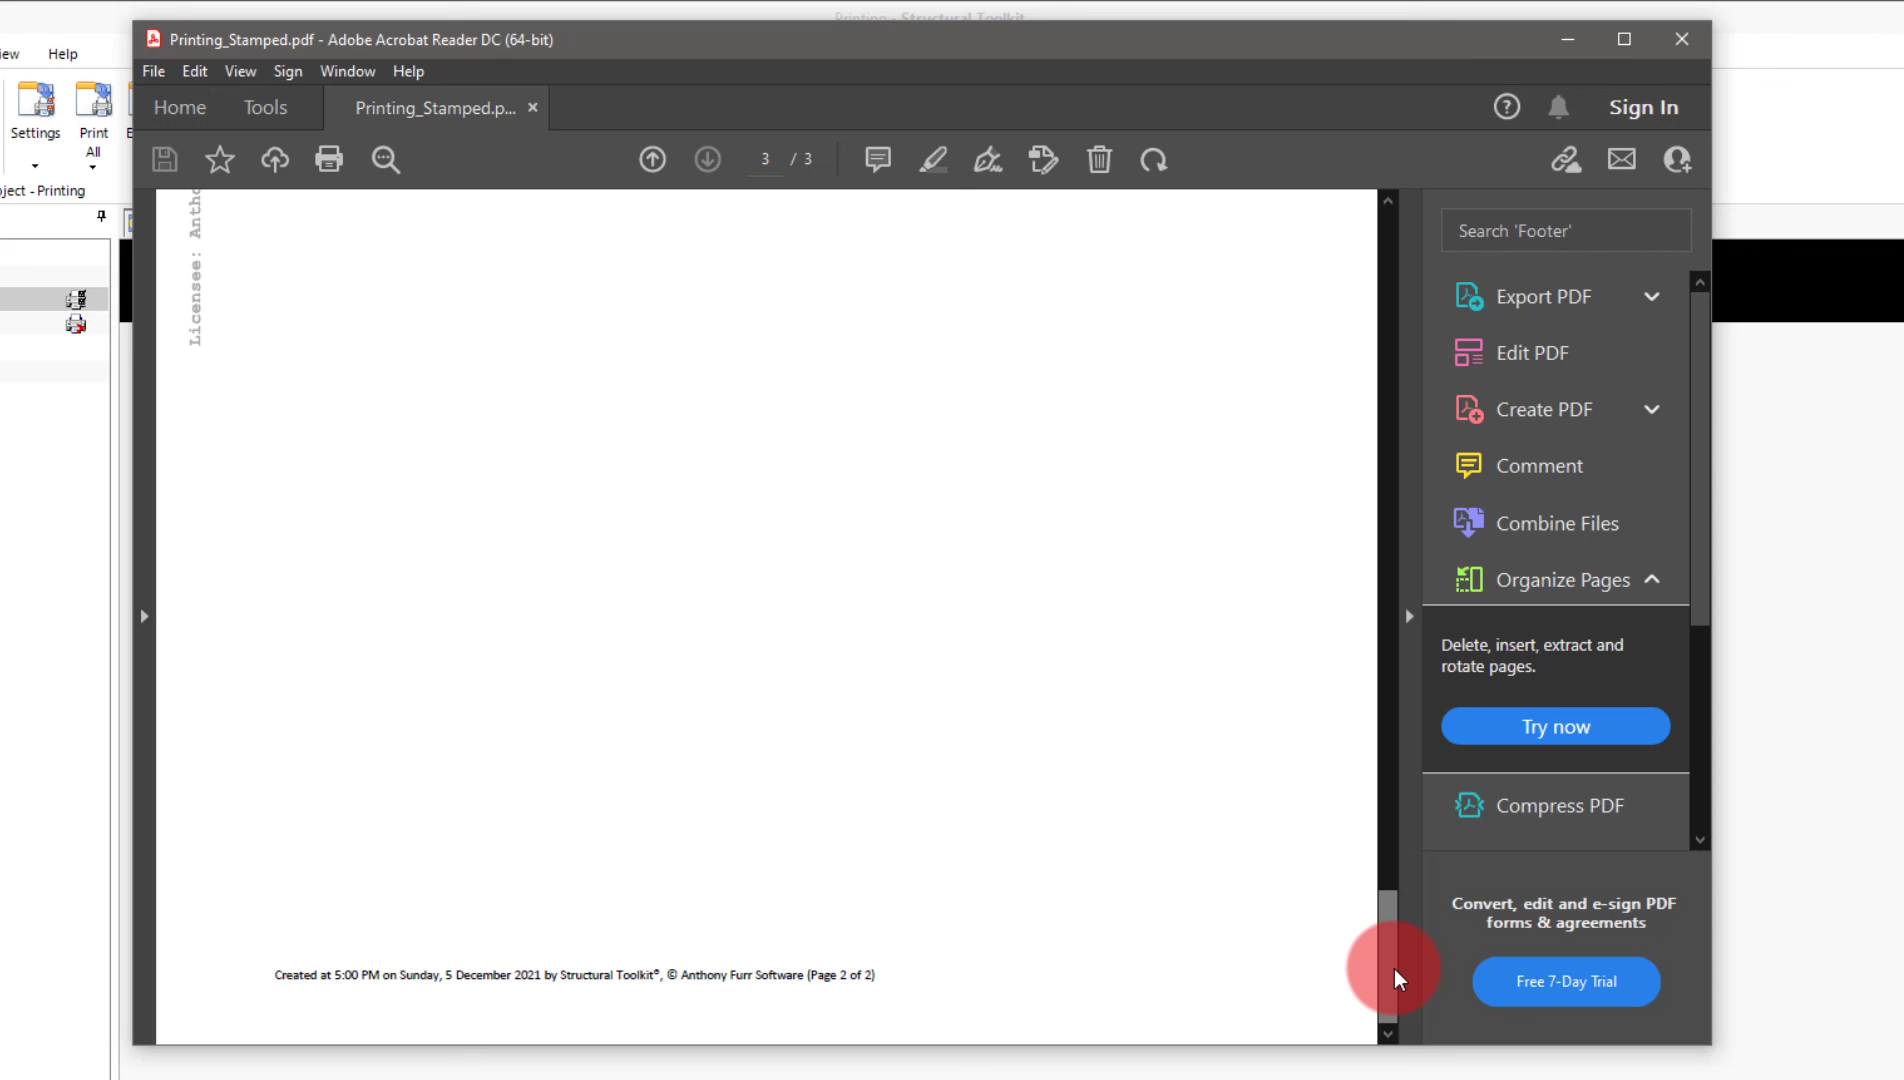 Printing - Structural Toolkit
Printing_Stamped.pdf - Adobe Acrobat Reader DC (64-bit)
Help
File Edit View Sign Window Help
Home Tools Printing_Stamped.p... Sign In
Settings
Print
All
3 / 3
Printing
Licensee:
Search 'Footer'
Export PDF
Edit PDF
Create PDF
Comment
Combine Files
Organize Pages
Delete, insert, extract and
rotate pages.
Try now
Compress PDF
Convert, edit and e-sign PDF
forms & agreements
Free 7-Day Trial
Created at 5:00 PM on Sunday, 5 December 2021 by Structural Toolkit®, © Anthony Furr Software (Page 2 of 2)